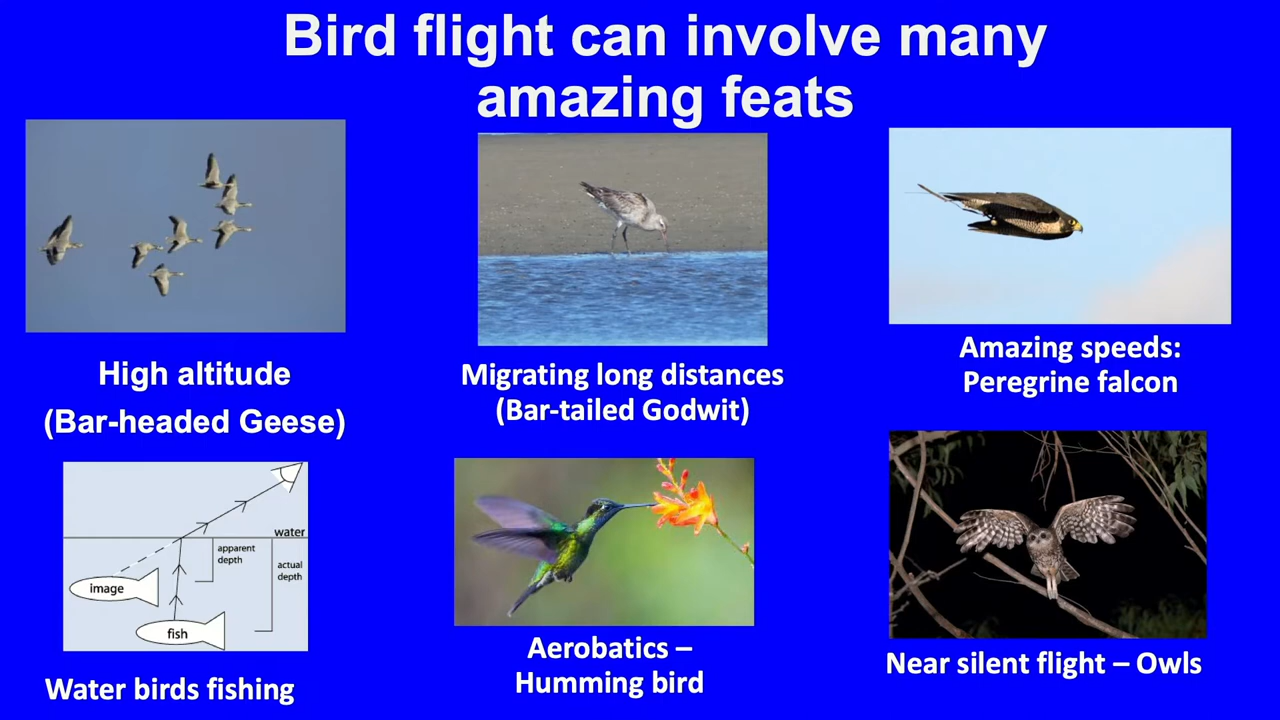 Bird flight can involve many
amazing feats
High altitude
(Bar-headed Geese)
Migrating long distances
(Bar-tailed Godwit)
Amazing speeds:
Peregrine falcon
water
apparent
depth
actual
depth
image
fish
Water birds fishing
Aerobatics –
Humming bird
Near silent flight – Owls